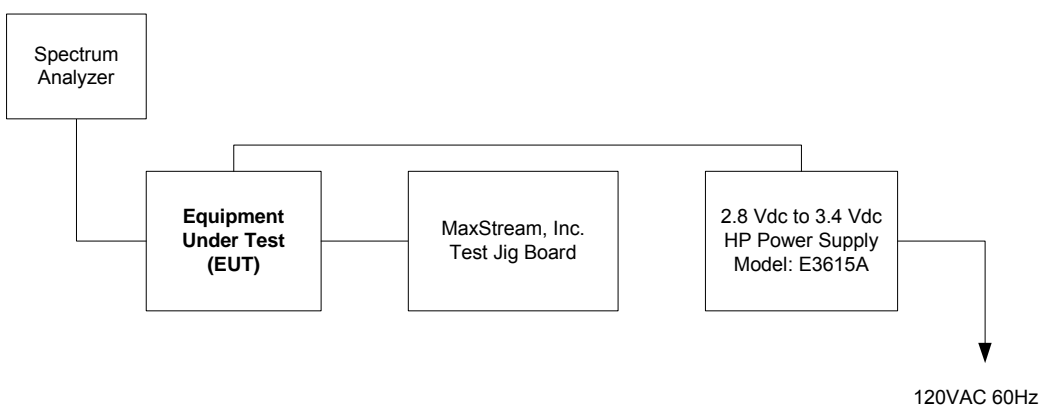 Spectrum
Analyzer
Equipment
Under Test
(EUT)
MaxStream, Inc.
Test Jig Board
2.8 Vdc to 3.4 Vdc
HP Power Supply
Model: E3615A
120VAC 60Hz